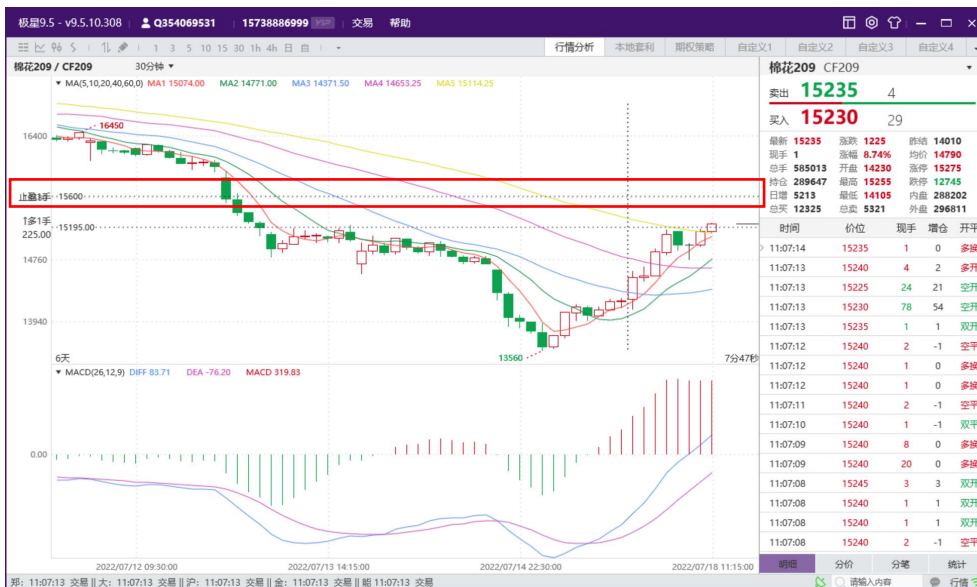 极星9.5 - v9.5.10.308 Q354069531 15738886999 VIP 交易 帮助
1 3 5 10 15 30 1h 4h 日 自
行情分析 本地套利 期权策略 自定义1 自定义2 自定义3 自定义4
棉花209 / CF209 30分钟
MA(5,10,20,40,60,0) MA1 15074.00 MA2 14771.00 MA3 14371.50 MA4 14653.25 MA5 15114.25
16450
16400
止盈1手 15600
多1手 15195.00
225.00
14760
13940
13560
6天
7分47秒
MACD(26,12,9) DIFF 83.71 DEA -76.20 MACD 319.83
0.00
2022/07/12 09:30:00 2022/07/13 14:15:00 2022/07/14 22:30:00 2022/07/18 11:15:00
棉花209 CF209
卖出 15235 4
买入 15230 29
最新 15235 涨跌 1225 昨结 14010
现手 1 涨幅 8.74% 均价 14790
总手 585013 开盘 14230 涨停 15275
持仓 289647 最高 15255 跌停 12745
日增 5213 最低 14105 内盘 288202
总买 12325 总卖 5321 外盘 296811
时间 价位 现手 增仓 开平
11:07:14 15235 1 0 多换
11:07:13 15240 4 2 多开
11:07:13 15225 24 21 空开
11:07:13 15230 78 54 空开
11:07:13 15235 1 1 双开
11:07:12 15240 2 -1 空平
11:07:12 15240 1 0 多换
11:07:12 15240 1 0 多换
11:07:11 15240 2 -1 空平
11:07:10 15240 1 -1 双平
11:07:09 15240 8 0 多换
11:07:09 15240 20 0 多换
11:07:08 15245 3 3 双开
11:07:08 15240 1 1 双开
11:07:08 15240 1 1 双开
11:07:08 15240 2 -1 空平
明细 分价 分笔 统计
郑: 11:07:13 交易 || 大: 11:07:13 交易 || 沪: 11:07:13 交易 || 金: 11:07:13 交易 || 能 11:07:13 交易
请输入内容 行情